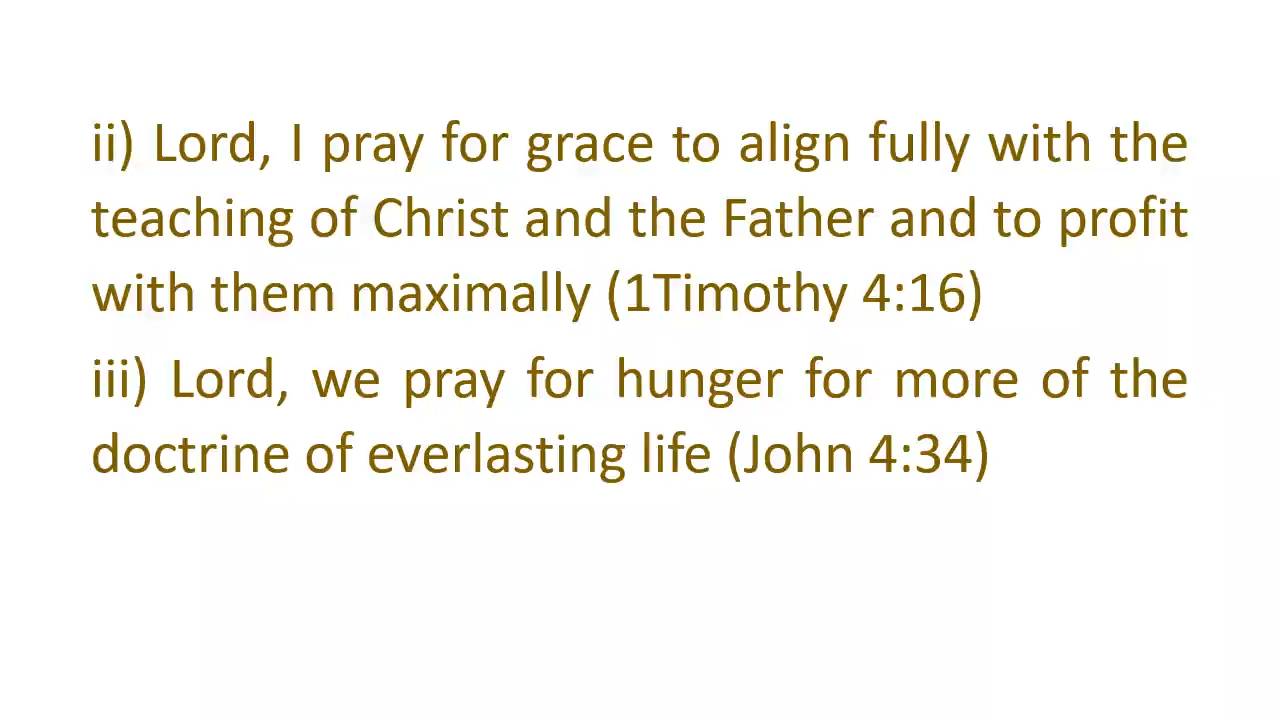 ii) Lord, I pray for grace to align fully with the
teaching of Christ and the Father and to profit
with them maximally (1Timothy 4:16)
iii) Lord, we pray for hunger for more of the
doctrine of everlasting life (John 4:34)